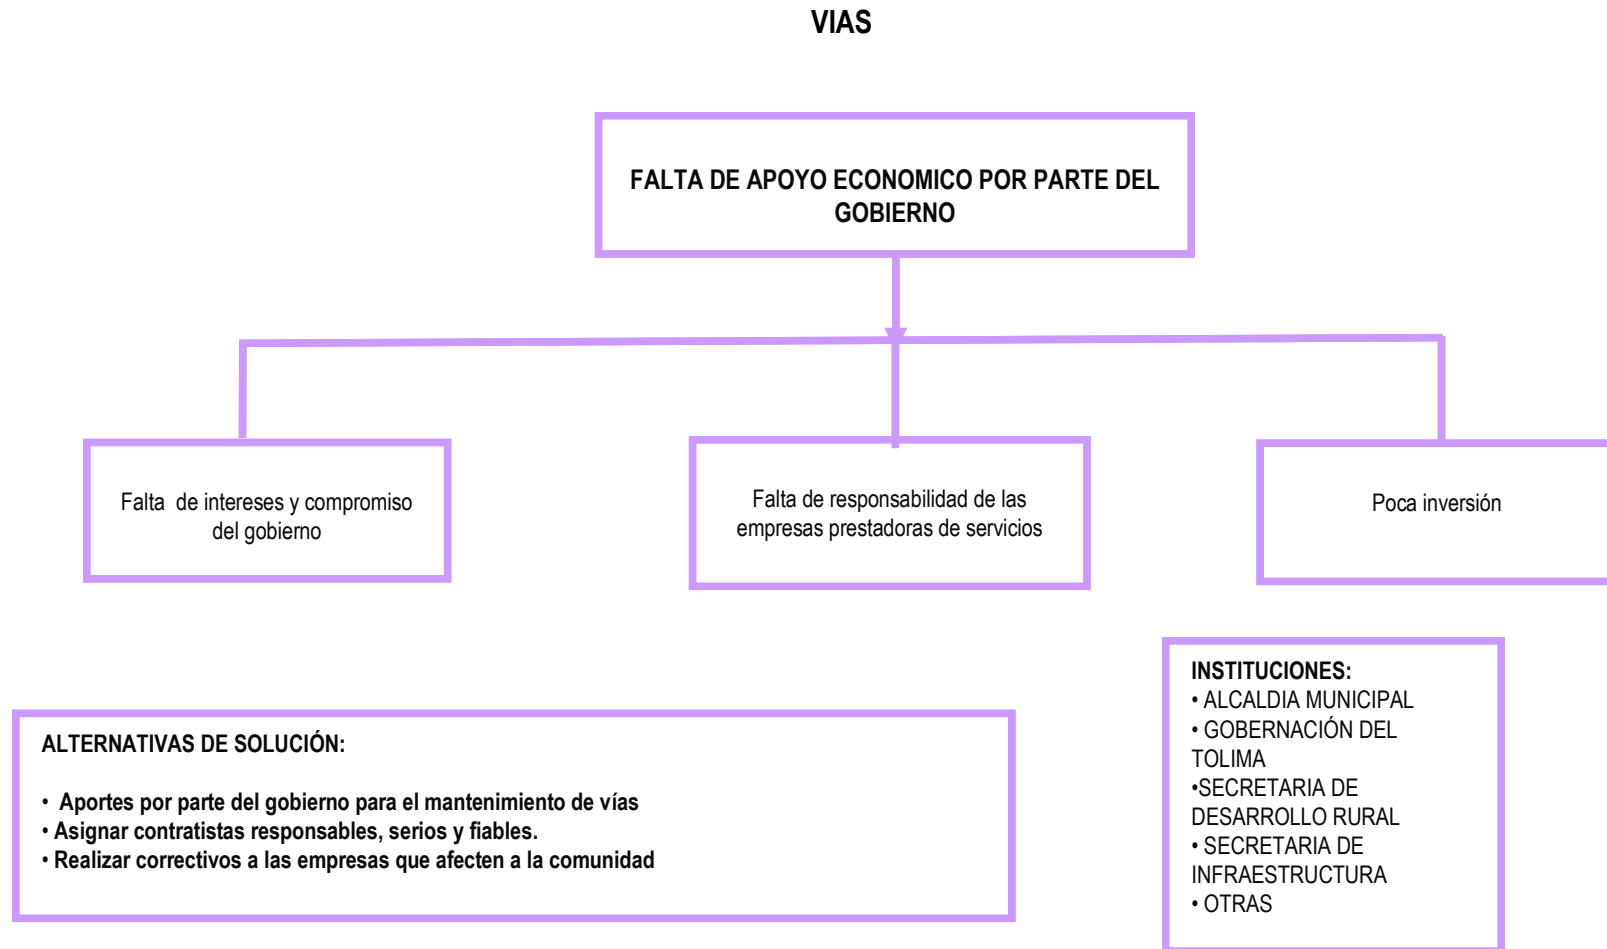 VIAS
FALTA DE APOYO ECONOMICO POR PARTE DEL
GOBIERNO
Falta  de intereses y compromiso
del gobierno
Falta de responsabilidad de las
empresas prestadoras de servicios
Poca inversión
ALTERNATIVAS DE SOLUCIÓN:
•  Aportes por parte del gobierno para el mantenimiento de vías
• Asignar contratistas responsables, serios y fiables.
• Realizar correctivos a las empresas que afecten a la comunidad
INSTITUCIONES:
• ALCALDIA MUNICIPAL
• GOBERNACIÓN DEL
TOLIMA
•SECRETARIA DE
DESARROLLO RURAL
• SECRETARIA DE
INFRAESTRUCTURA
• OTRAS